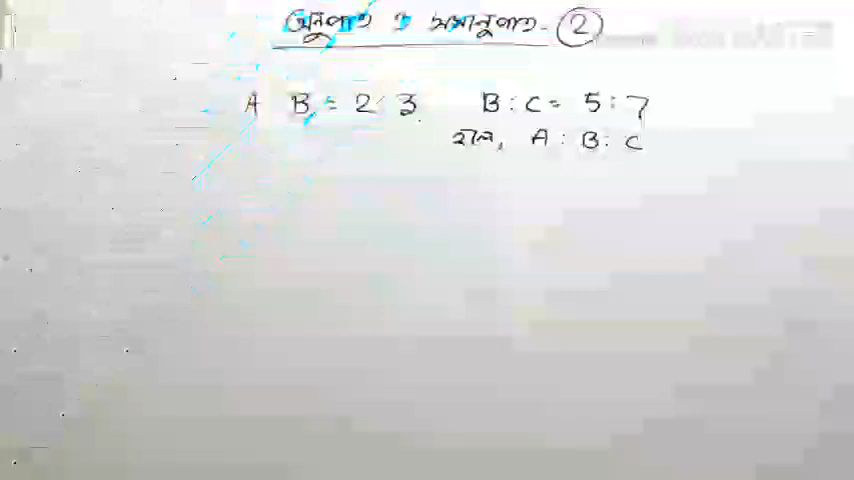 অনুপাত ও সমানুপাত - 2
A B = 2 : 3 B : C = 5 : 7
হলে, A : B : C